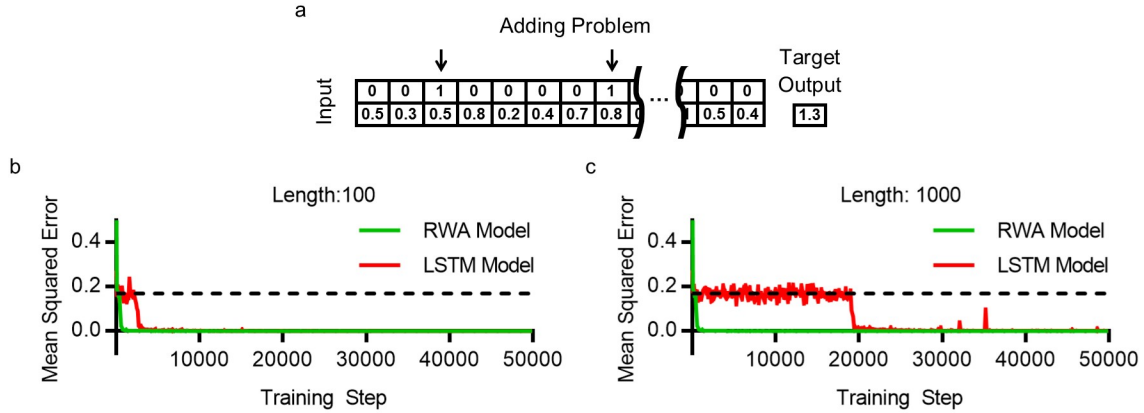 a
Adding Problem
Target
Output
Input
0 0 1 0 0 0 0 1 ... 0 0
0.5 0.3 0.5 0.8 0.2 0.4 0.7 0.8 0.5 0.4
1.3
b
Length:100
Mean Squared Error
0.4
0.2
0.0
RWA Model
LSTM Model
10000 20000 30000 40000 50000
Training Step
c
Length: 1000
Mean Squared Error
0.4
0.2
0.0
RWA Model
LSTM Model
10000 20000 30000 40000 50000
Training Step